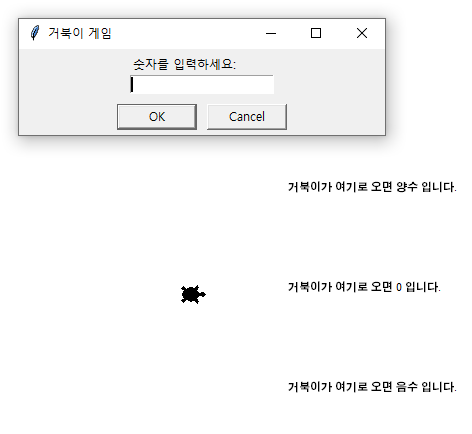 거북이 게임
숫자를 입력하세요:
OK Cancel
거북이가 여기로 오면 양수 입니다.
거북이가 여기로 오면 0 입니다.
거북이가 여기로 오면 음수 입니다.